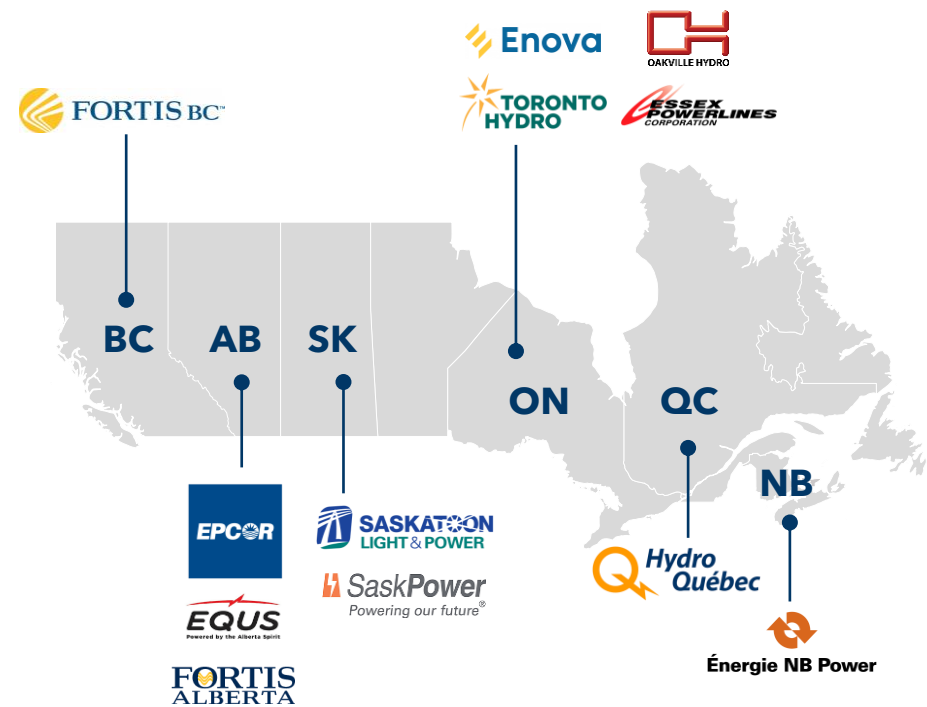 Enova
OAKVILLE HYDRO
FORTIS BC™
TORONTO
HYDRO
ESSEX
POWERLINES
CORPORATION
BC
AB
SK
ON
QC
NB
EPCOR
SASKATOON
LIGHT & POWER
SaskPower
Powering our future®
EQUS
Powered by the Alberta Spirit
FORTIS
ALBERTA
Hydro
Québec
Énergie NB Power